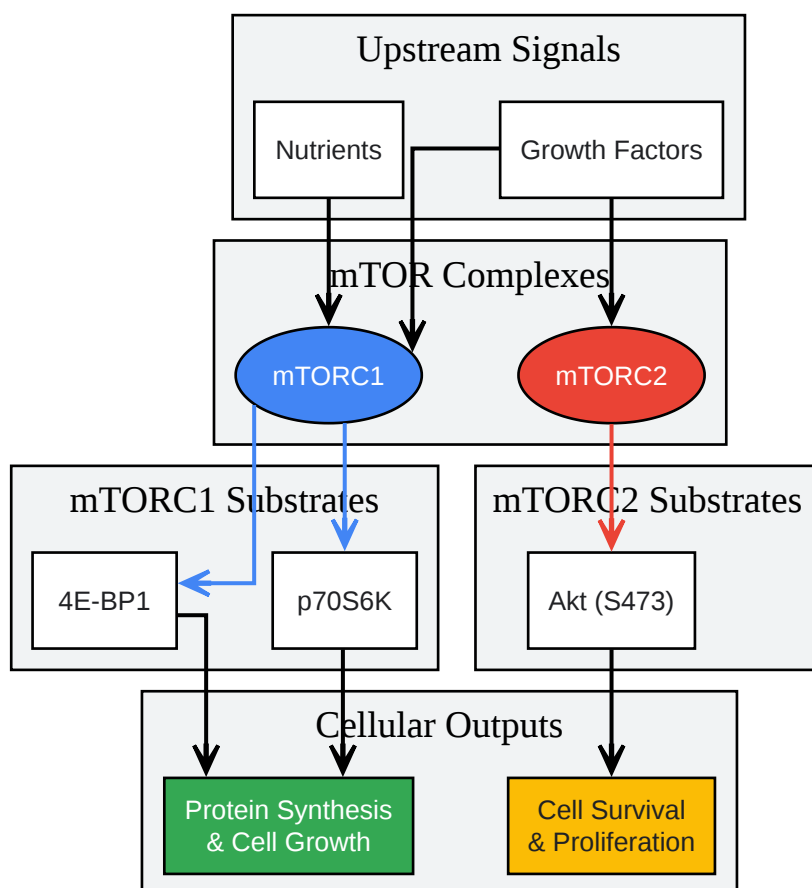 Upstream Signals
Nutrients
Growth Factors
mTOR Complexes
mTORC1
mTORC2
mTORC1 Substrates
mTORC2 Substrates
4E-BP1
p70S6K
Akt (S473)
Cellular Outputs
Protein Synthesis
& Cell Growth
Cell Survival
& Proliferation